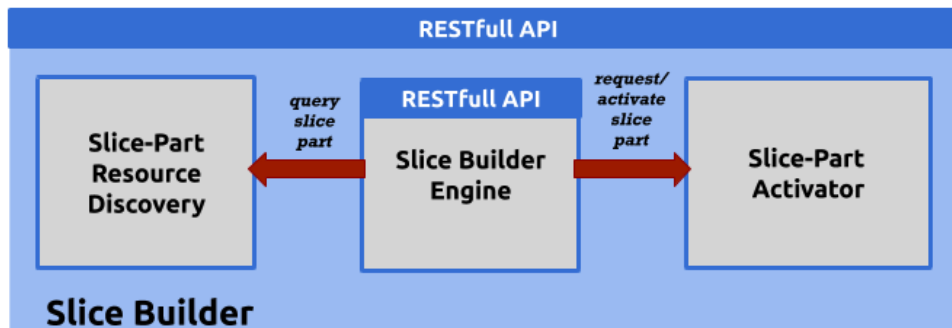 RESTfull API
Slice-Part
Resource
Discovery
query
slice
part
RESTfull API
Slice Builder
Engine
request/
activate
slice
part
Slice-Part
Activator
Slice Builder